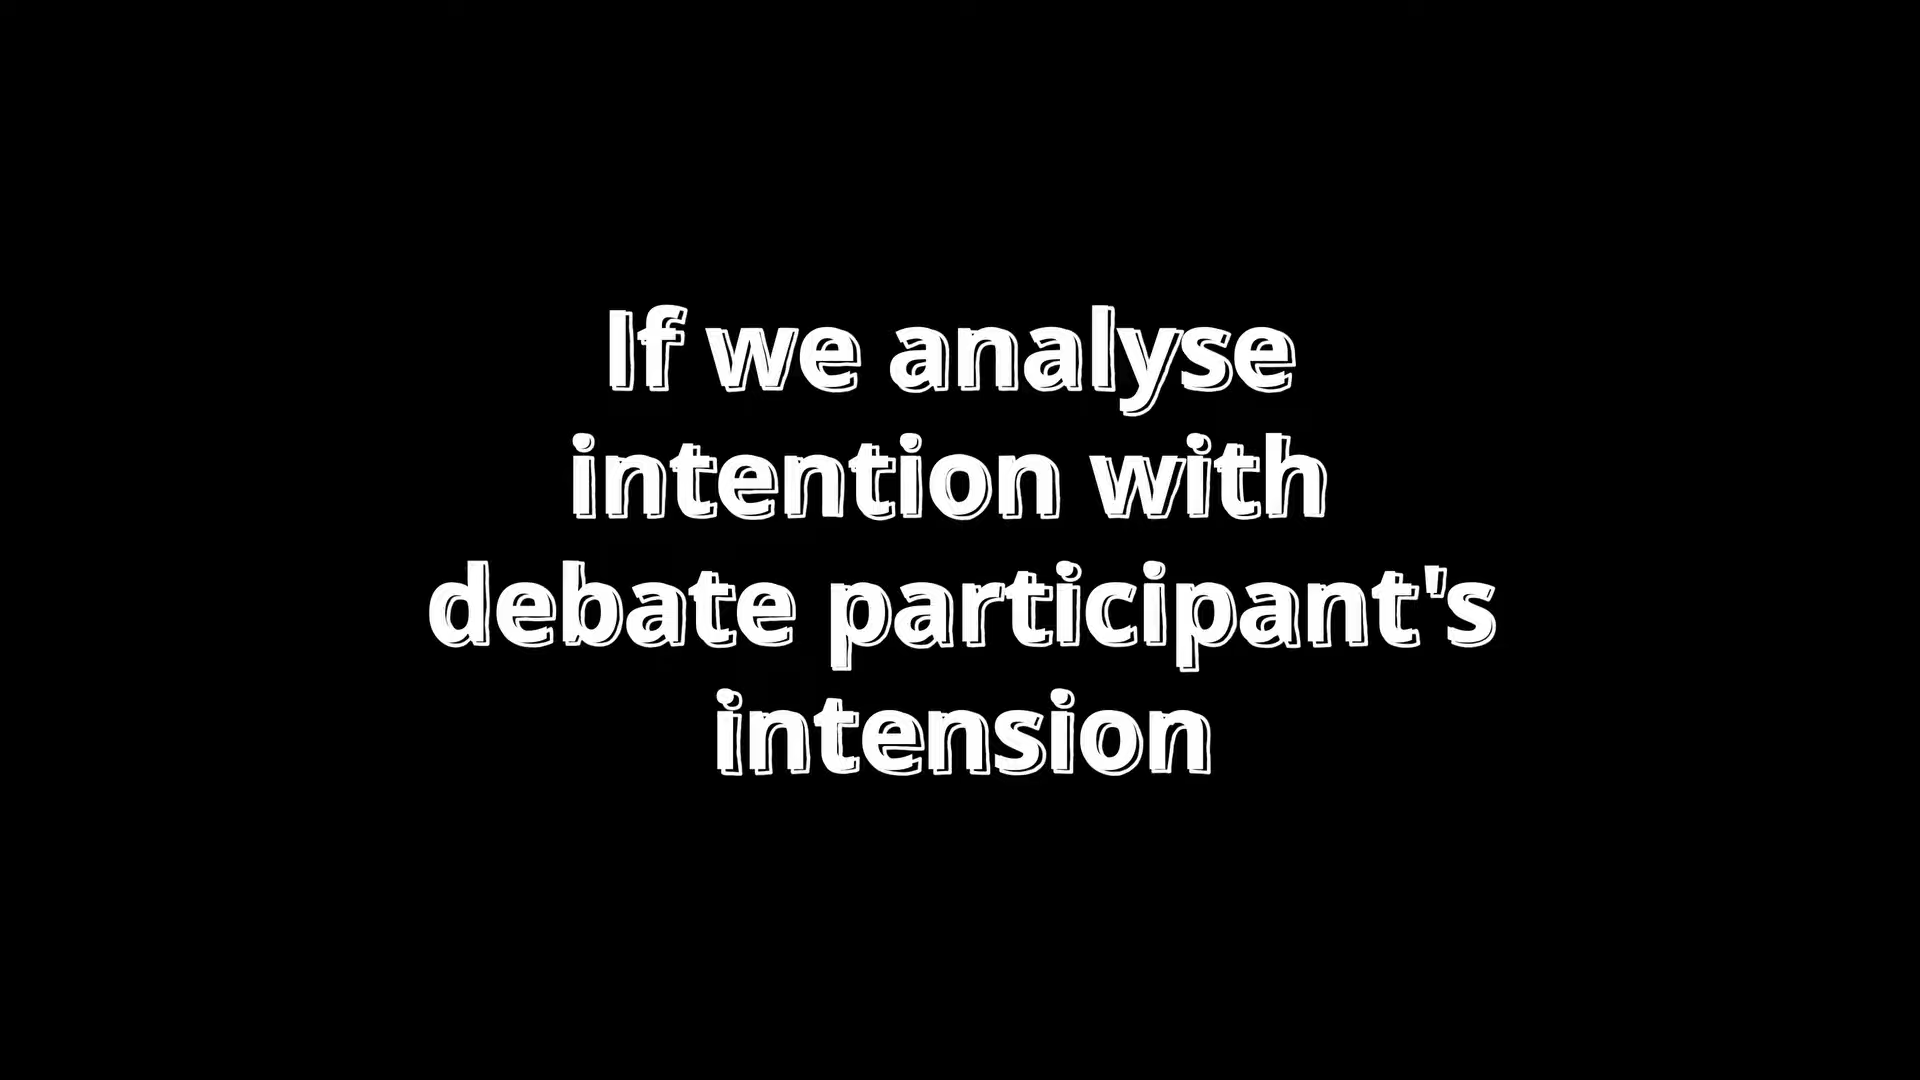 If we analyse
intention with
debate participant's
intension